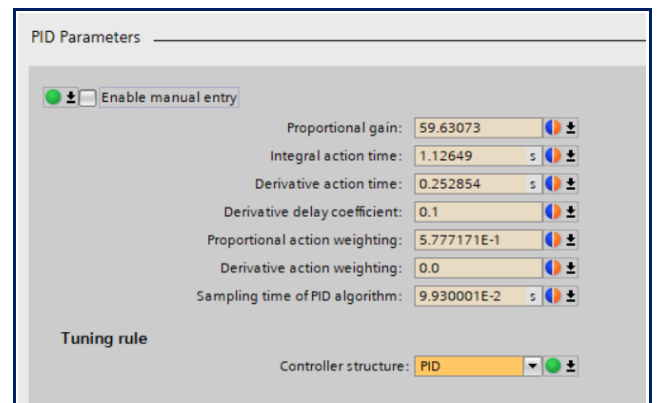 PID Parameters
Enable manual entry
Proportional gain: 59.63073
Integral action time: 1.12649 s
Derivative action time: 0.252854 s
Derivative delay coefficient: 0.1
Proportional action weighting: 5.777171E-1
Derivative action weighting: 0.0
Sampling time of PID algorithm: 9.930001E-2 s
Tuning rule
Controller structure: PID